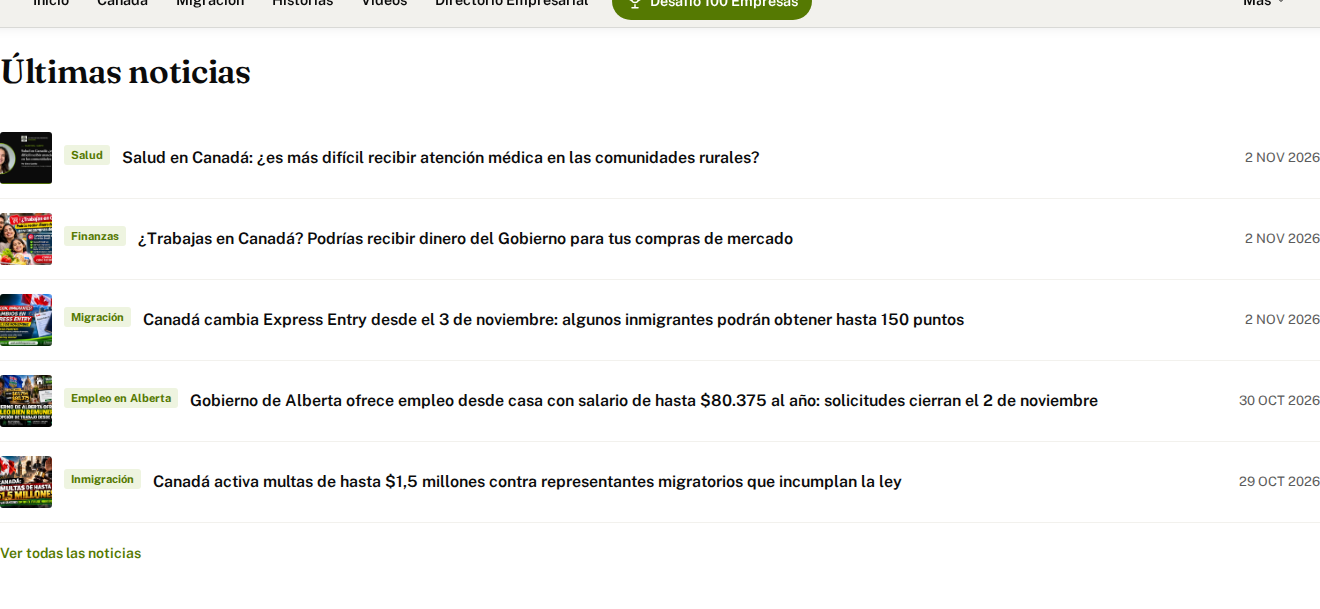 Inicio Canadá Migración Historias Videos Directorio Empresarial Desafío 100 Empresas Más
Últimas noticias
Salud Salud en Canadá: ¿es más difícil recibir atención médica en las comunidades rurales? 2 NOV 2026
Finanzas ¿Trabajas en Canadá? Podrías recibir dinero del Gobierno para tus compras de mercado 2 NOV 2026
Migración Canadá cambia Express Entry desde el 3 de noviembre: algunos inmigrantes podrán obtener hasta 150 puntos 2 NOV 2026
Empleo en Alberta Gobierno de Alberta ofrece empleo desde casa con salario de hasta $80.375 al año: solicitudes cierran el 2 de noviembre 30 OCT 2026
Inmigración Canadá activa multas de hasta $1,5 millones contra representantes migratorios que incumplan la ley 29 OCT 2026
Ver todas las noticias